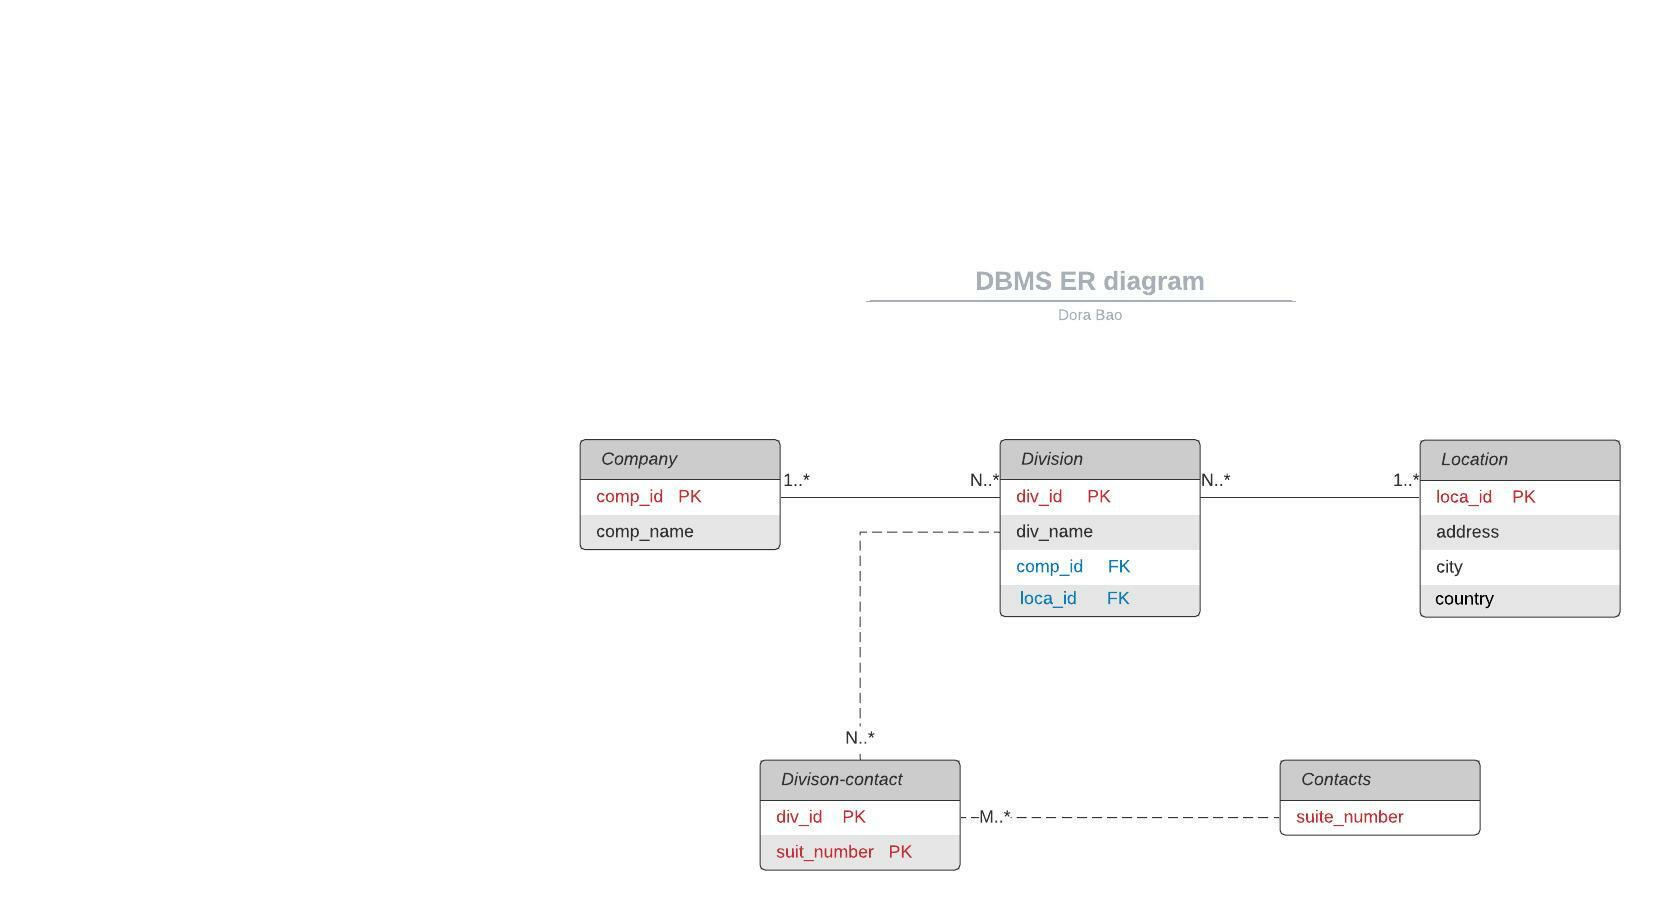 DBMS ER diagram
Dora Bao
Company
comp_id PK
comp_name
1..*
N..*
Division
div_id PK
div_name
comp_id FK
loca_id FK
N..*
1..*
Location
loca_id PK
address
city
country
N..*
Divison-contact
div_id PK
suit_number PK
M..*
Contacts
suite_number